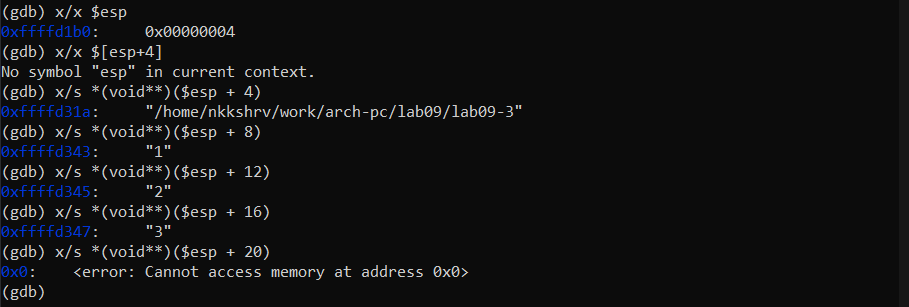 (gdb) x/x $esp
0xffffd1b0:     0x00000004
(gdb) x/x $[esp+4]
No symbol "esp" in current context.
(gdb) x/s *(void**)($esp + 4)
0xffffd31a:     "/home/nkkshrv/work/arch-pc/lab09/lab09-3"
(gdb) x/s *(void**)($esp + 8)
0xffffd343:     "1"
(gdb) x/s *(void**)($esp + 12)
0xffffd345:     "2"
(gdb) x/s *(void**)($esp + 16)
0xffffd347:     "3"
(gdb) x/s *(void**)($esp + 20)
0x0:    <error: Cannot access memory at address 0x0>
(gdb)